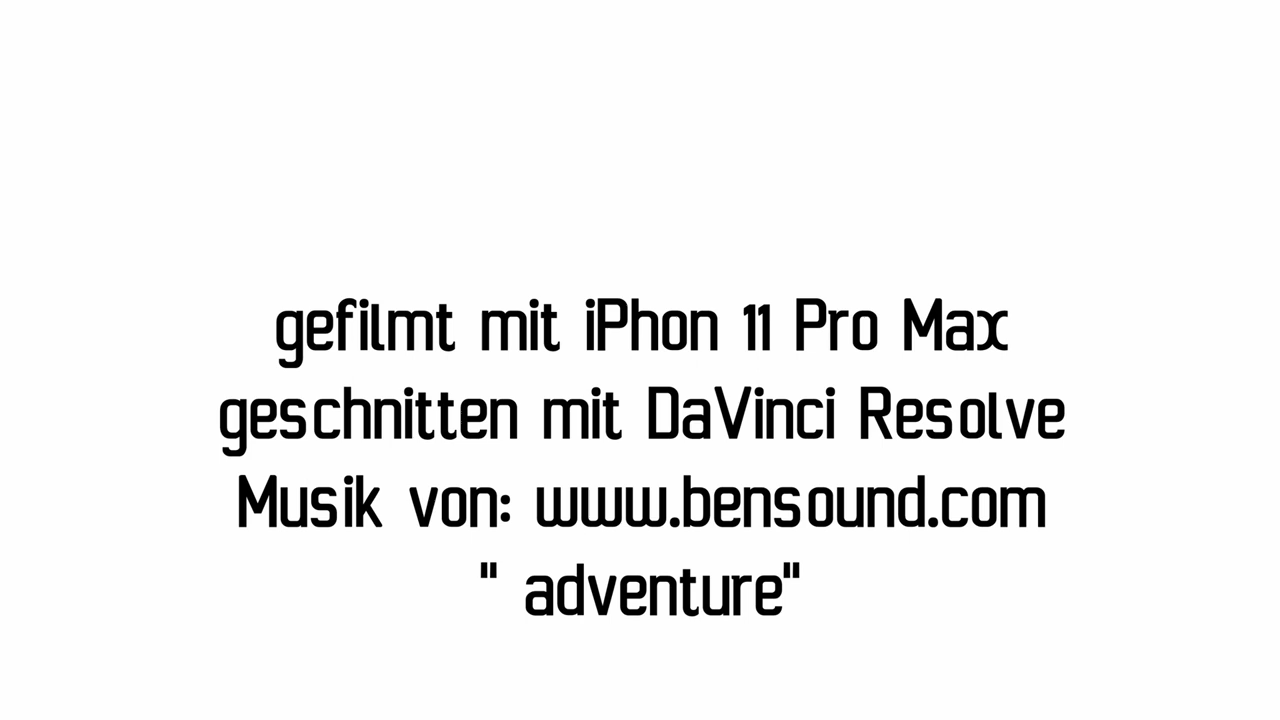 gefilmt mit iPhon 11 Pro Max
geschnitten mit DaVinci Resolve
Musik von: www.bensound.com
" adventure"